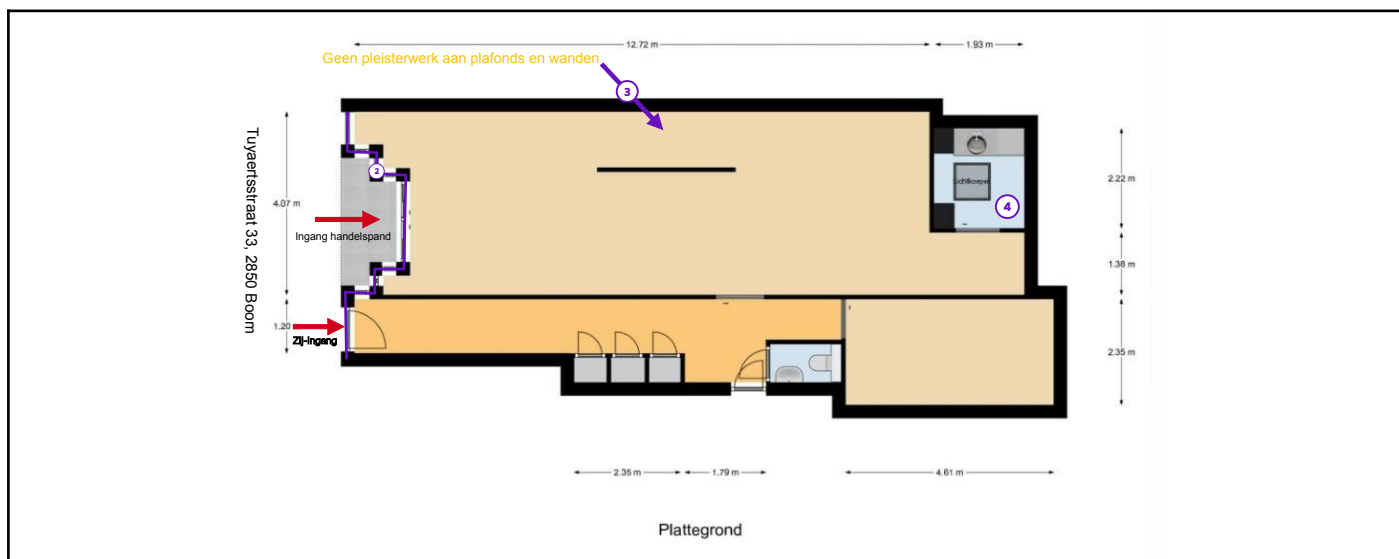 12.72 m
1.93 m
Geen pleisterwerk aan plafonds en wanden
3
Tuyaertsstraat 33, 2850 Boom
2
4.07 m
Ingang handelspand
Lichtkoepel
4
2.22 m
1.38 m
1.20
Zij-ingang
2.35 m
2.35 m
1.79 m
4.61 m
Plattegrond